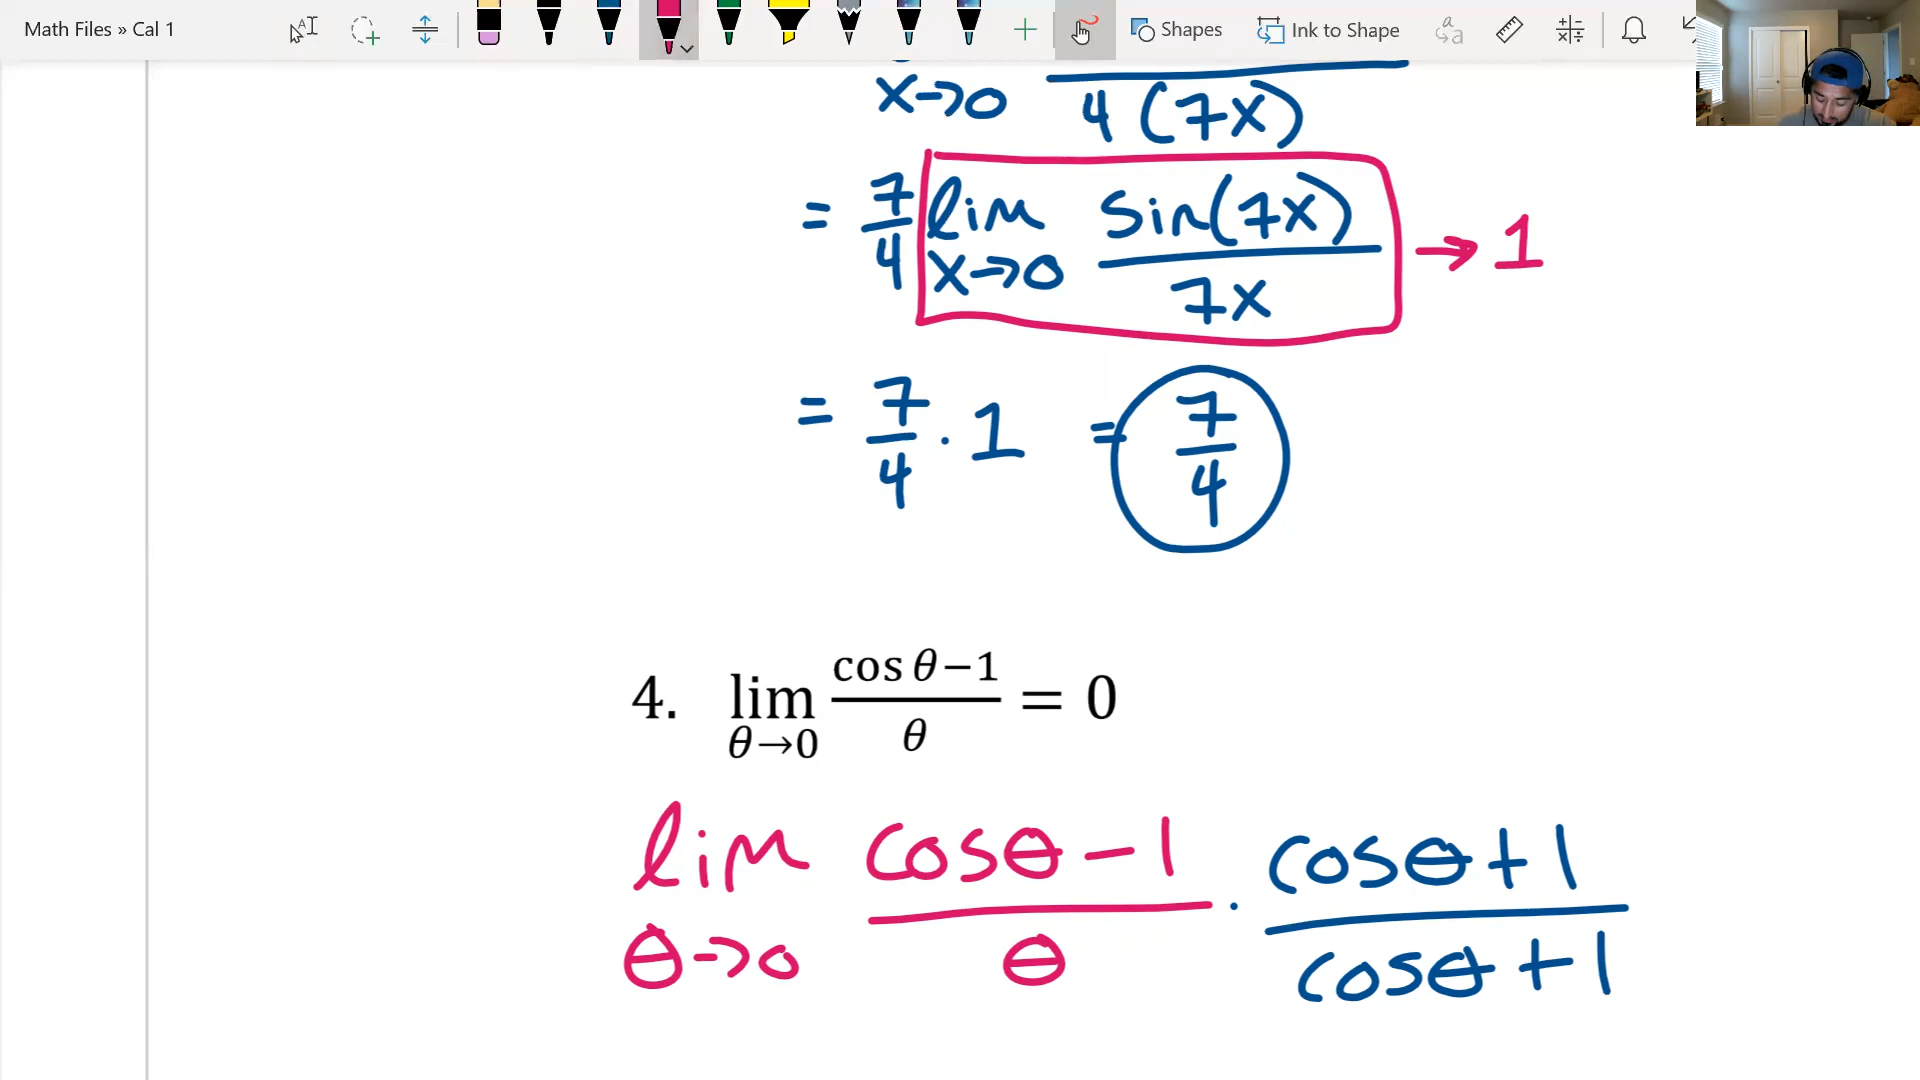 Math Files » Cal 1
Shapes
Ink to Shape
x→0 4(7x)
= 7/4 lim x→0 sin(7x)/7x → 1
= 7/4 · 1 = 7/4
4. lim θ→0 cos θ−1/θ = 0
lim θ→0 cosθ−1/θ · cosθ+1/cosθ+1